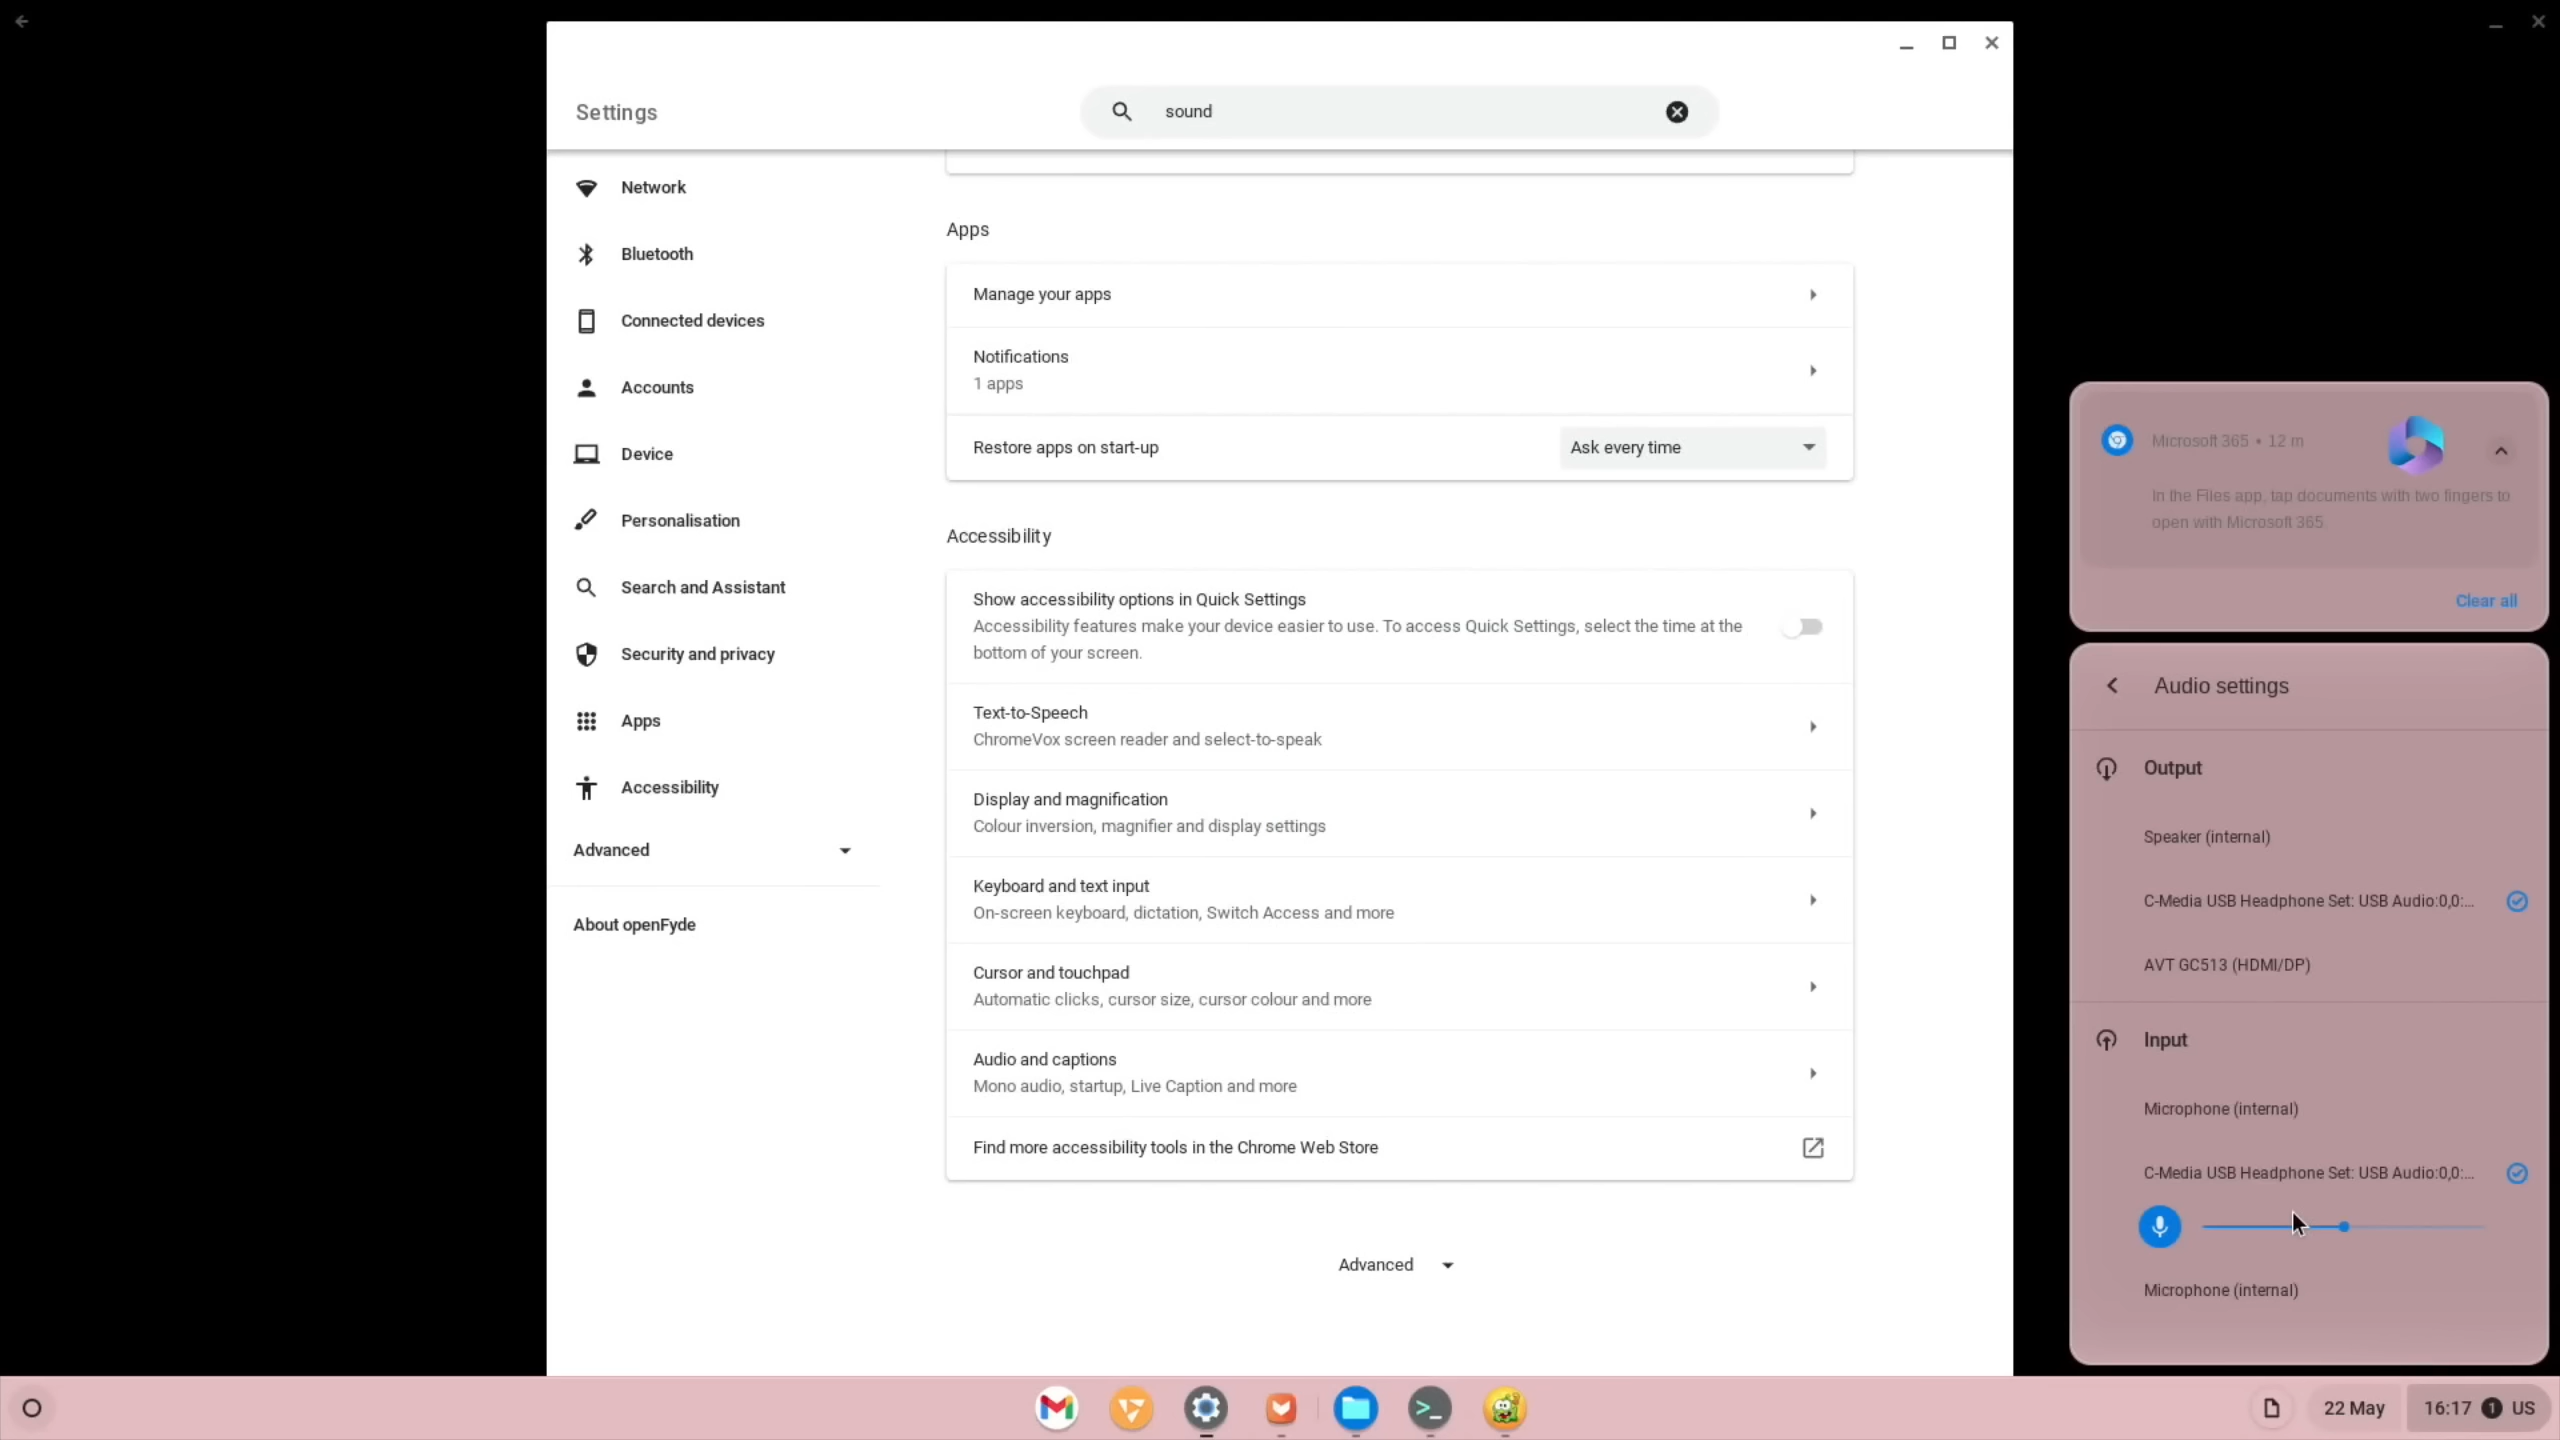 Settings
sound
Network
Bluetooth
Connected devices
Accounts
Device
Personalisation
Search and Assistant
Security and privacy
Apps
Accessibility
Advanced
About openFyde
Apps
Manage your apps
Notifications
1 apps
Restore apps on start-up
Ask every time
Accessibility
Show accessibility options in Quick Settings
Accessibility features make your device easier to use. To access Quick Settings, select the time at the
bottom of your screen.
Text-to-Speech
ChromeVox screen reader and select-to-speak
Display and magnification
Colour inversion, magnifier and display settings
Keyboard and text input
On-screen keyboard, dictation, Switch Access and more
Cursor and touchpad
Automatic clicks, cursor size, cursor colour and more
Audio and captions
Mono audio, startup, Live Caption and more
Find more accessibility tools in the Chrome Web Store
Advanced
Microsoft 365 • 12 m
In the Files app, tap documents with two fingers to
open with Microsoft 365.
Clear all
Audio settings
Output
Speaker (internal)
C-Media USB Headphone Set: USB Audio:0,0:...
AVT GC513 (HDMI/DP)
Input
Microphone (internal)
C-Media USB Headphone Set: USB Audio:0,0:...
Microphone (internal)
22 May
16:17 1 US